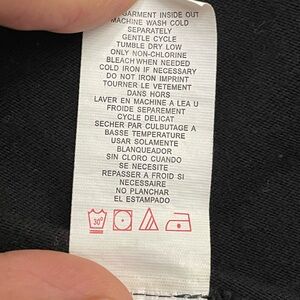 GARMENT INSIDE OUT
MACHINE WASH COLD
SEPARATELY
GENTLE CYCLE
TUMBLE DRY LOW
ONLY NON-CHLORINE
BLEACH WHEN NEEDED
COLD IRON IF NECESSARY
DO NOT IRON IMPRINT
TOURNER LE VETEMENT
DANS HORS
LAVER EN MACHINE A LEA U
FROIDE SEPAREMENT
CYCLE DELICAT
SECHER PAR CULBUTAGE A
BASSE TEMPERATURE
USAR SOLAMENTE
BLANQUEADOR
SIN CLORO CUANDO
SE NECESITE
REPASSER A FROID SI
NECESSAIRE
NO PLANCHAR
EL ESTAMPADO
30°